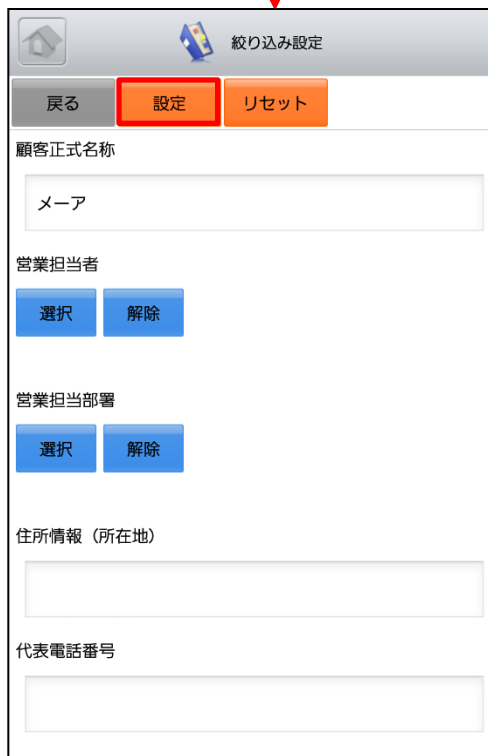 絞り込み設定
戻る 設定 リセット
顧客正式名称
メーア
営業担当者
選択 解除
営業担当部署
選択 解除
住所情報（所在地）
代表電話番号